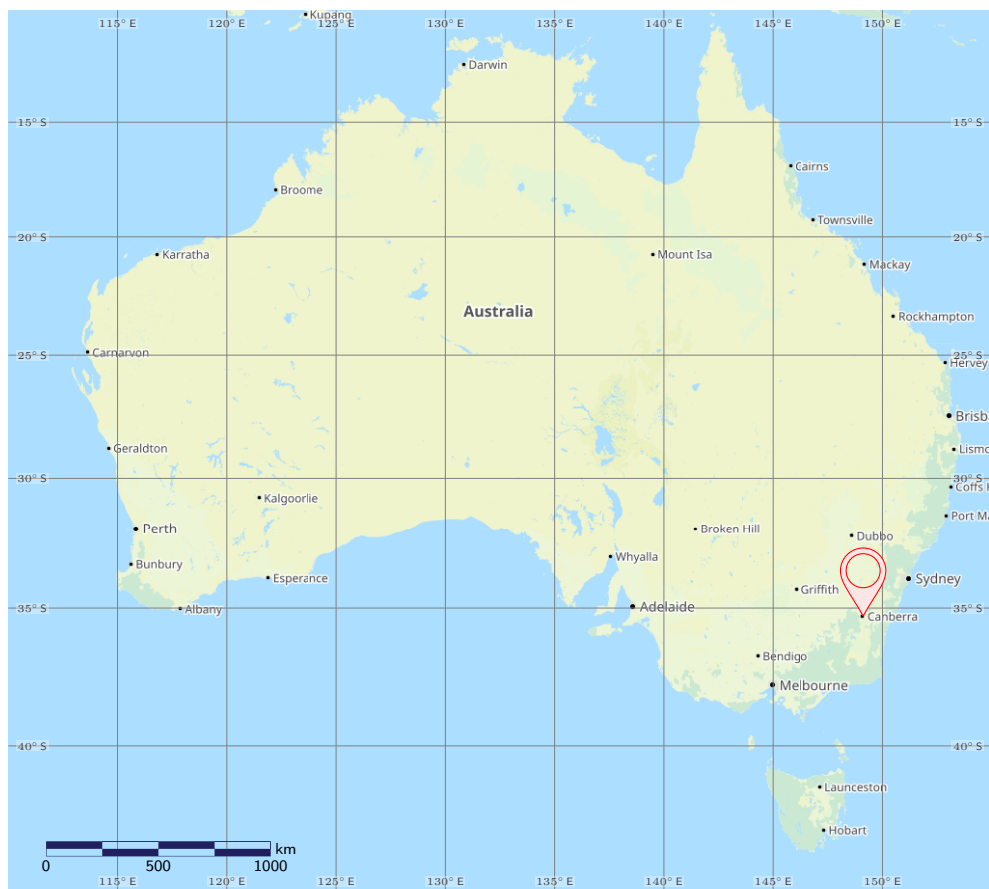 Kupang
115° E 120° E 125° E 130° E 135° E 140° E 145° E 150° E
Darwin
15° S 15° S
Cairns
Broome
Townsville
20° S 20° S
Karratha Mount Isa
Mackay
Australia
Rockhampton
Carnarvon
25° S 25° S
Hervey
Brisb
Geraldton
Lismo
30° S 30° S
Coffs H
Kalgoorlie
Port Ma
Perth Broken Hill
Dubbo
Whyalla
Bunbury
Esperance Sydney
Griffith
35° S Albany Adelaide 35° S
Canberra
Bendigo
Melbourne
40° S 40° S
Launceston
Hobart
km
0 500 1000
115° E 120° E 125° E 130° E 135° E 140° E 145° E 150° E